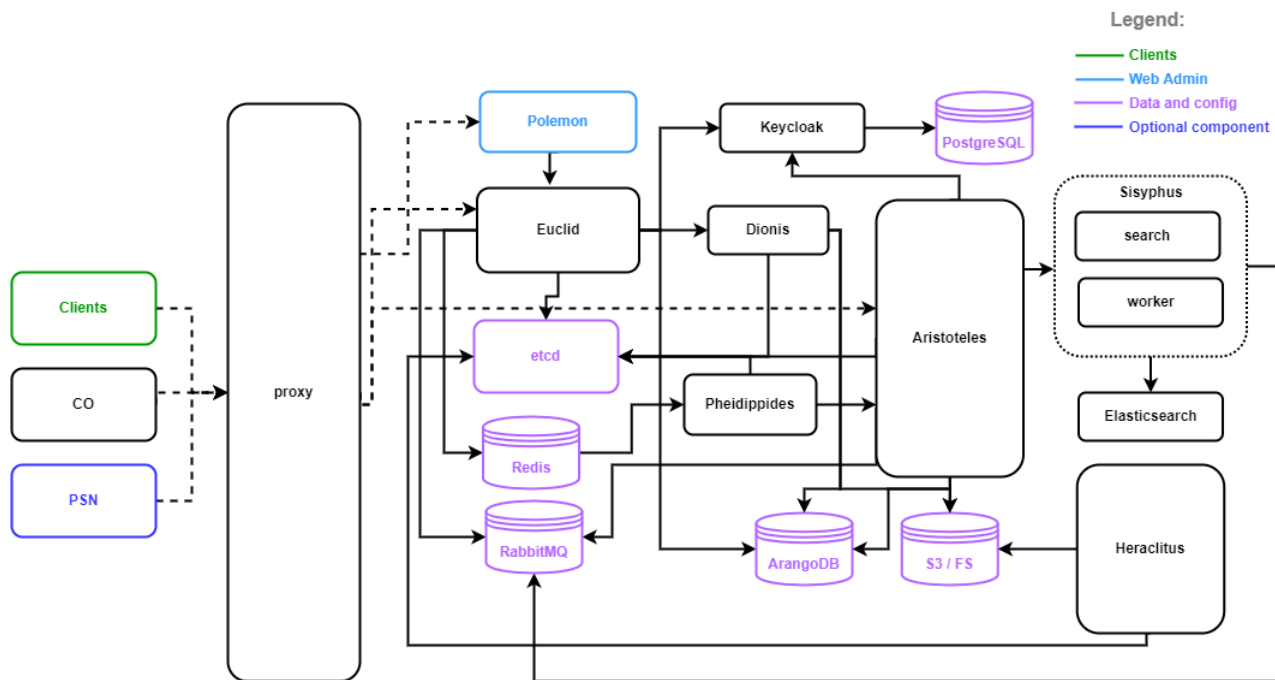 Legend:
Clients
Web Admin
Data and config
Optional component
Polemon
Keycloak
PostgreSQL
Sisyphus
search
worker
Euclid
Dionis
Clients
etcd
Aristoteles
CO
proxy
Pheidippides
Elasticsearch
Redis
PSN
RabbitMQ
ArangoDB
S3 / FS
Heraclitus